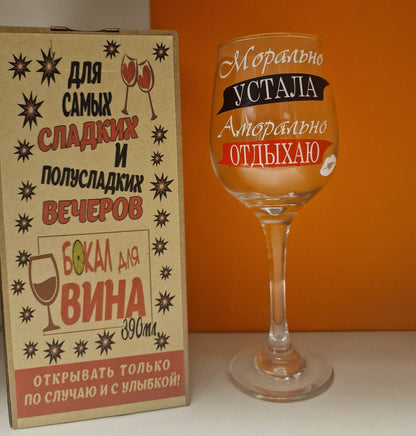 ДЛЯ
САМЫХ
СЛАДКИХ
И
ПОЛУСЛАДКИХ
ВЕЧЕРОВ
БОКАЛ для
ВИНА
390мл
ОТКРЫВАТЬ ТОЛЬКО
ПО СЛУЧАЮ И С УЛЫБКОЙ!
Морально
УСТАЛА
Аморально
ОТДЫХАЮ